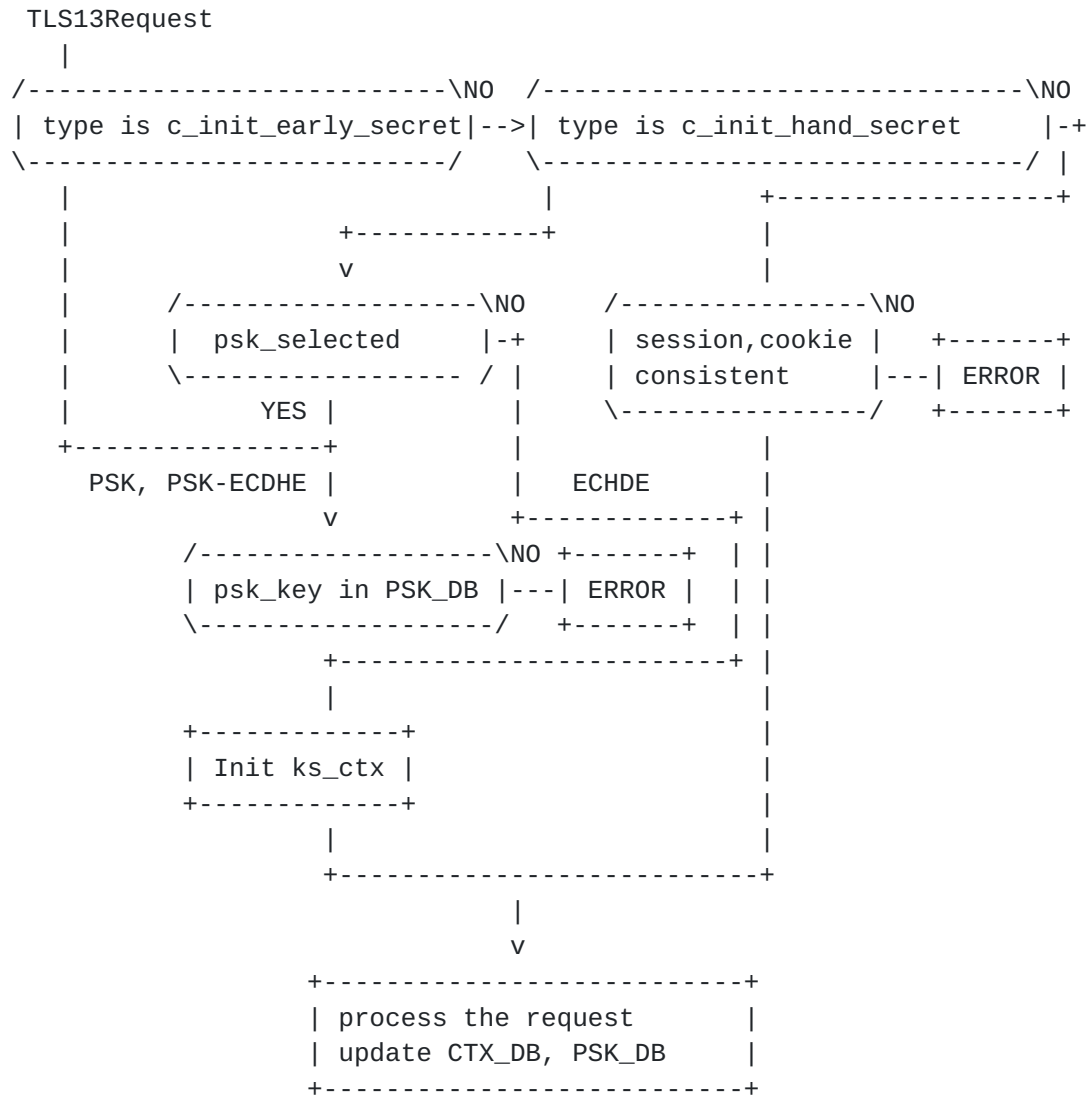 TLS13Request
NO NO
type is c_init_early_secret type is c_init_hand_secret
NO NO
psk_selected session,cookie
consistent ERROR
YES
PSK, PSK-ECDHE ECHDE
NO
psk_key in PSK_DB ERROR
Init ks_ctx
process the request
update CTX_DB, PSK_DB